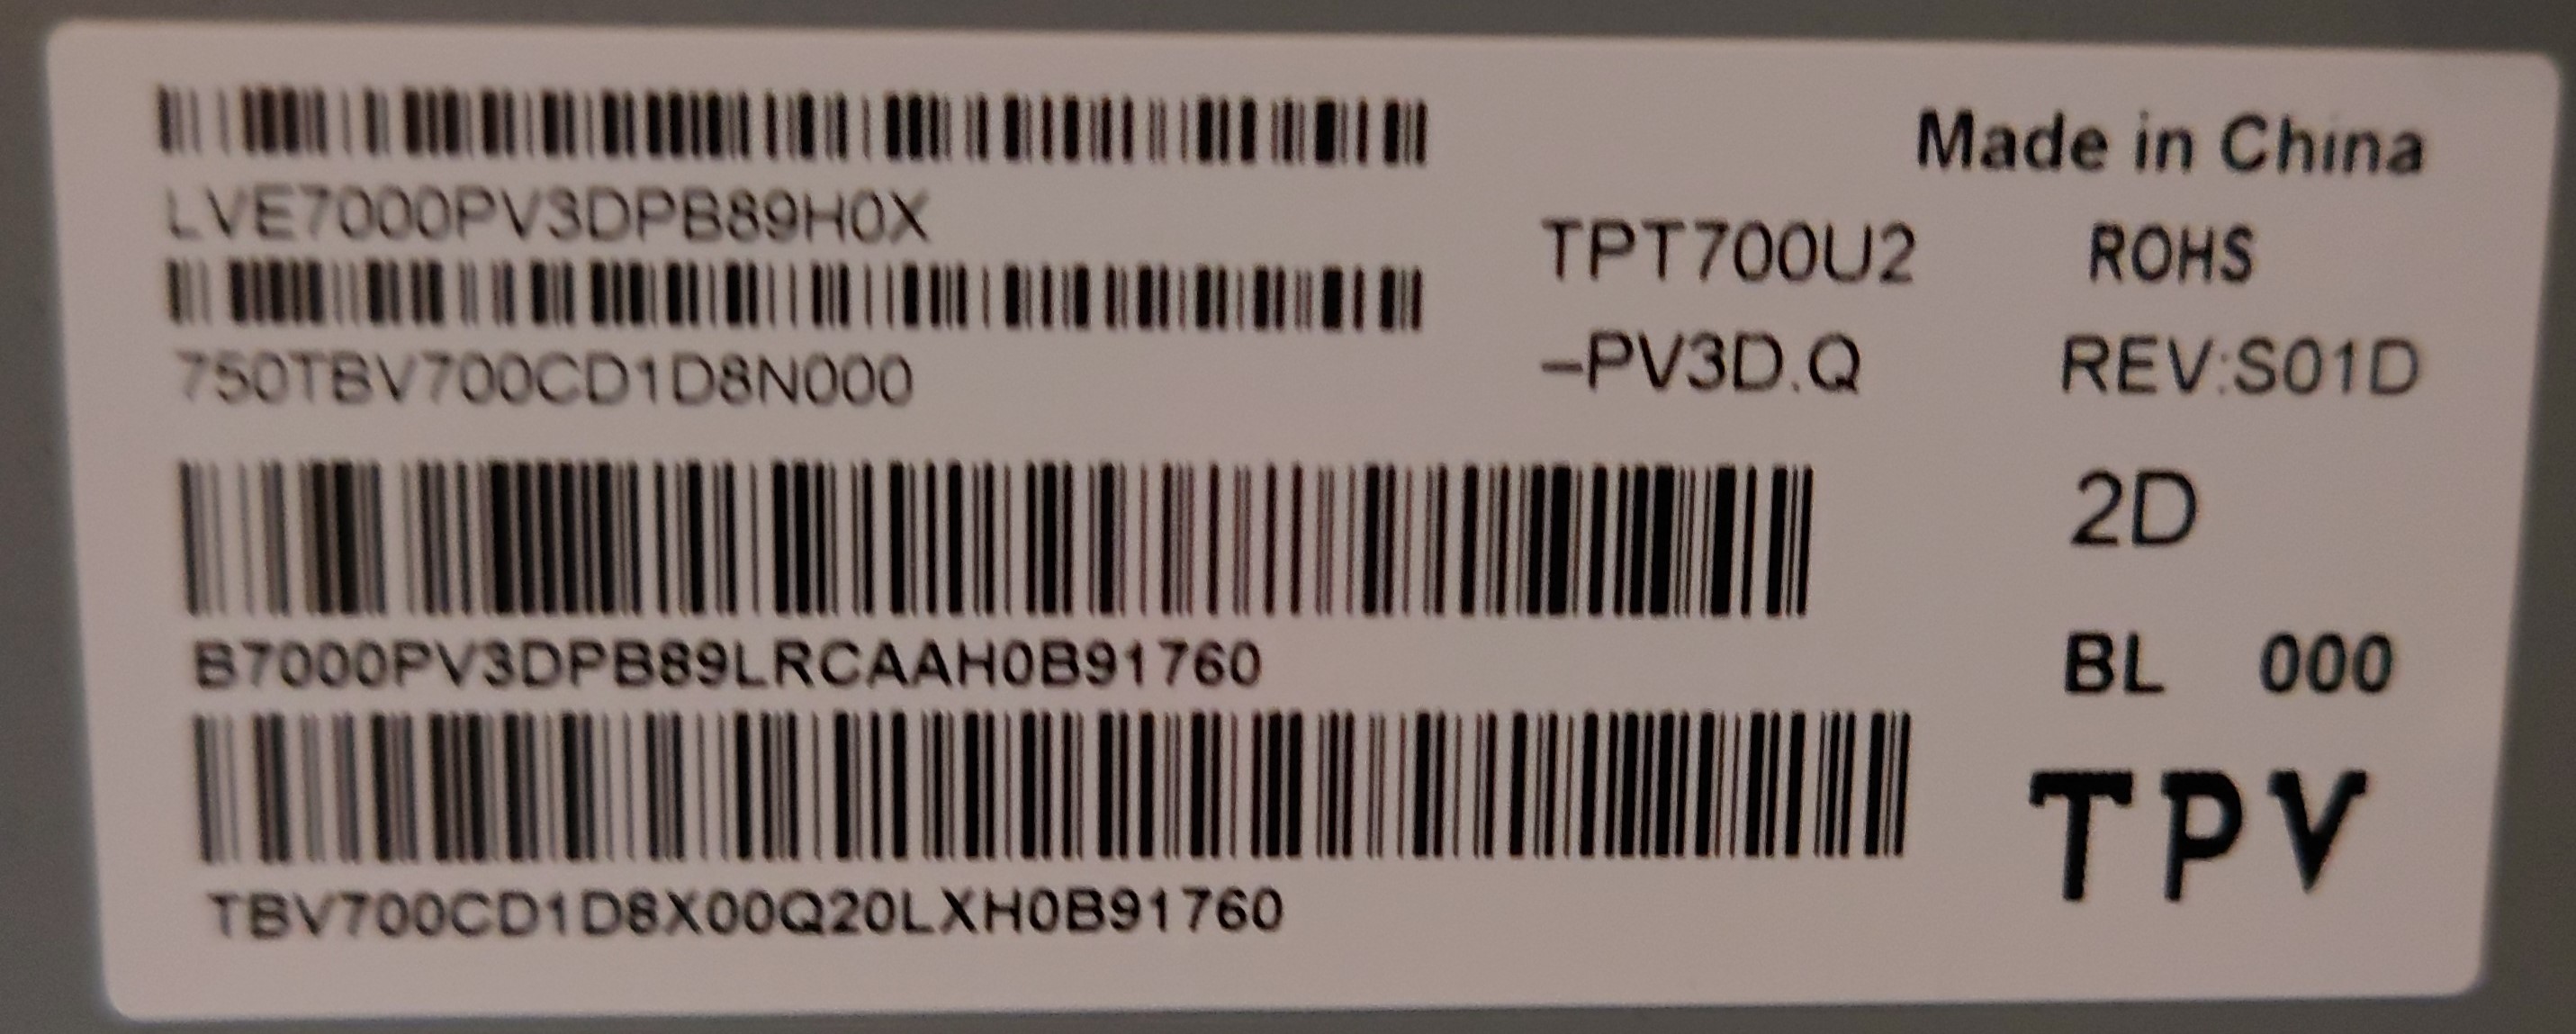 LVE7000PV3DPB89H0X
750TBV700CD1D8N000
B7000PV3DPB89LRCAAH0B91760
TBV700CD1D8X00Q20LXH0B91760
Made in China
TPT700U2 ROHS
–PV3D.Q REV:S01D
2D
BL 000
TPV